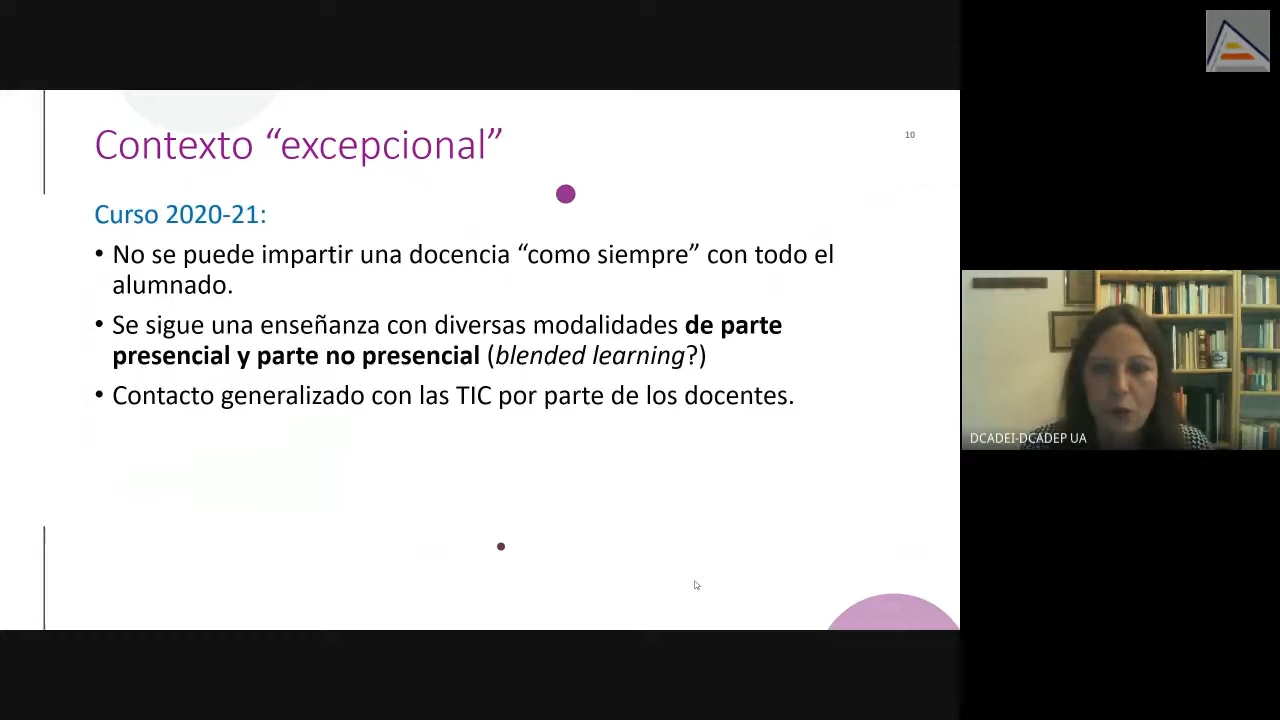 Contexto “excepcional”
10
Curso 2020-21:
• No se puede impartir una docencia “como siempre” con todo el
alumnado.
• Se sigue una enseñanza con diversas modalidades de parte
presencial y parte no presencial (blended learning?)
• Contacto generalizado con las TIC por parte de los docentes.
DCADEI-DCADEP UA